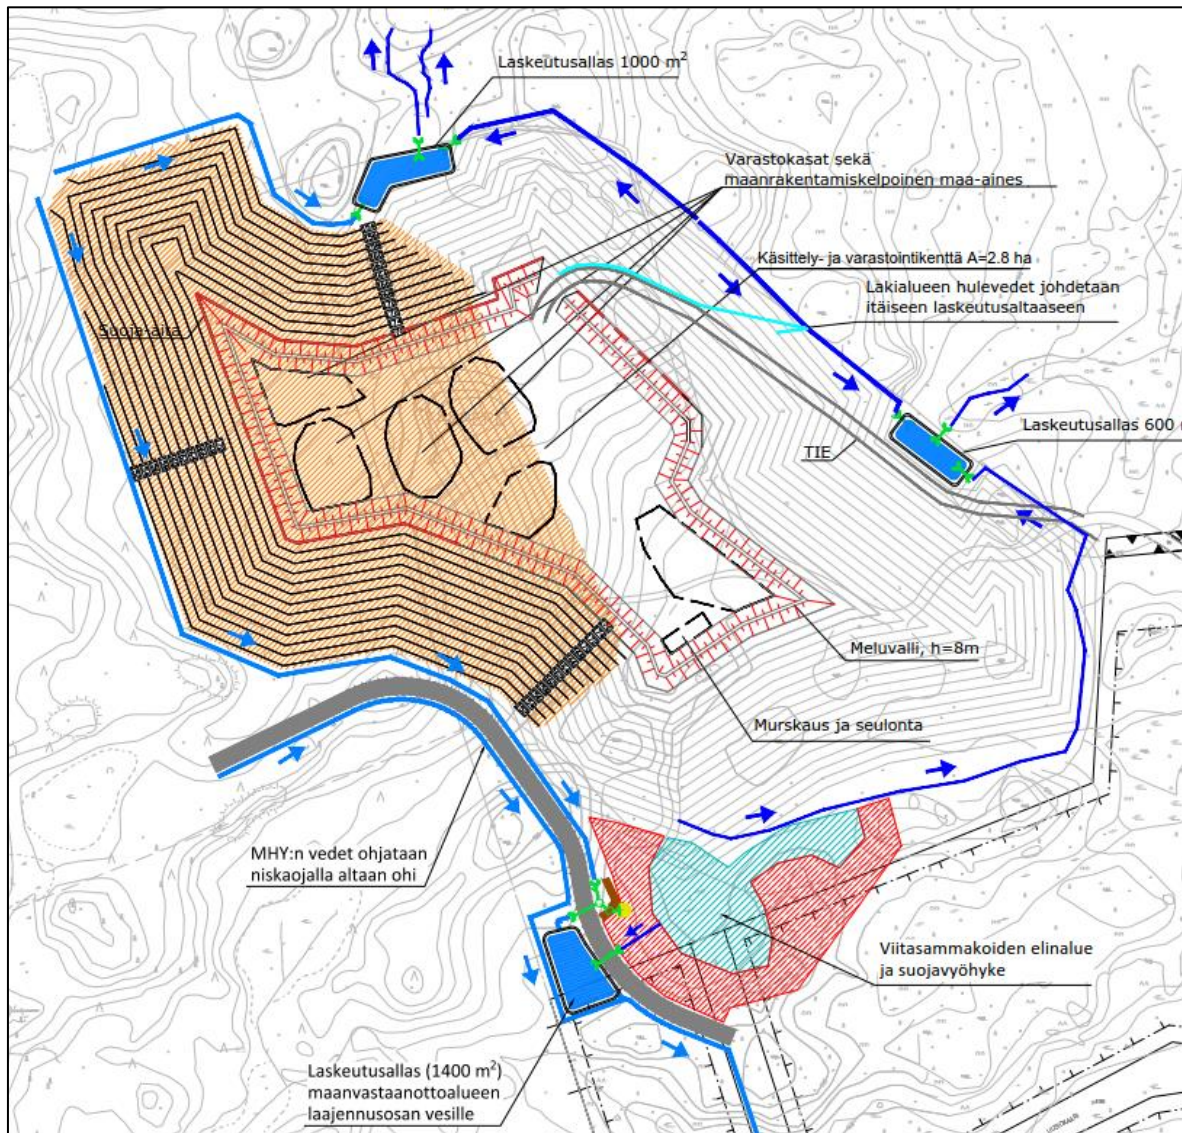 Laskeutusallas 1000 m²
Varastokasat sekä
maanrakentamiskelpoinen maa-aines
Käsittely- ja varastointikenttä A=2.8 ha
Lakialueen hulevedet johdetaan
itäiseen laskeutusaltaaseen
Suoja-aita
Laskeutusallas 600
TIE
Meluvalli, h=8m
Murskaus ja seulonta
MHY:n vedet ohjataan
niskaojalla altaan ohi
Viitasammakoiden elinalue
ja suojavyöhyke
Laskeutusallas (1400 m²)
maanvastaanottoalueen
laajennusosan vesille